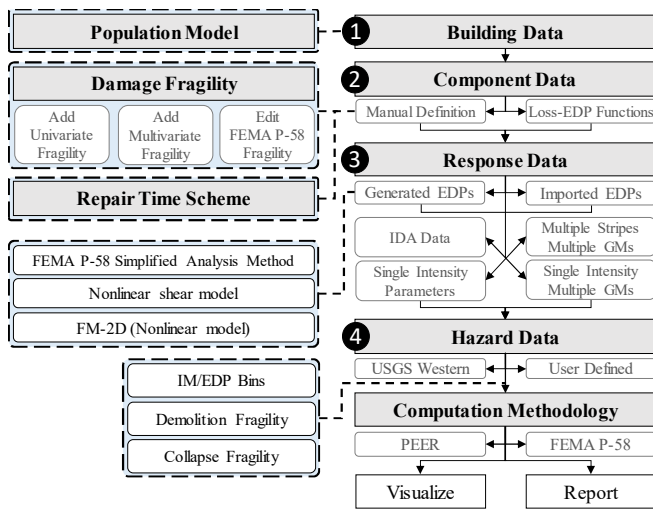 Population Model
1
Building Data
Damage Fragility
Add
Univariate
Fragility
Add
Multivariate
Fragility
Edit
FEMA P-58
Fragility
2
Component Data
Manual Definition
Loss-EDP Functions
Repair Time Scheme
3
Response Data
Generated EDPs
Imported EDPs
IDA Data
Multiple Stripes
Multiple GMs
Single Intensity
Parameters
Single Intensity
Multiple GMs
FEMA P-58 Simplified Analysis Method
Nonlinear shear model
FM-2D (Nonlinear model)
4
Hazard Data
USGS Western
User Defined
IM/EDP Bins
Demolition Fragility
Collapse Fragility
Computation Methodology
PEER
FEMA P-58
Visualize
Report